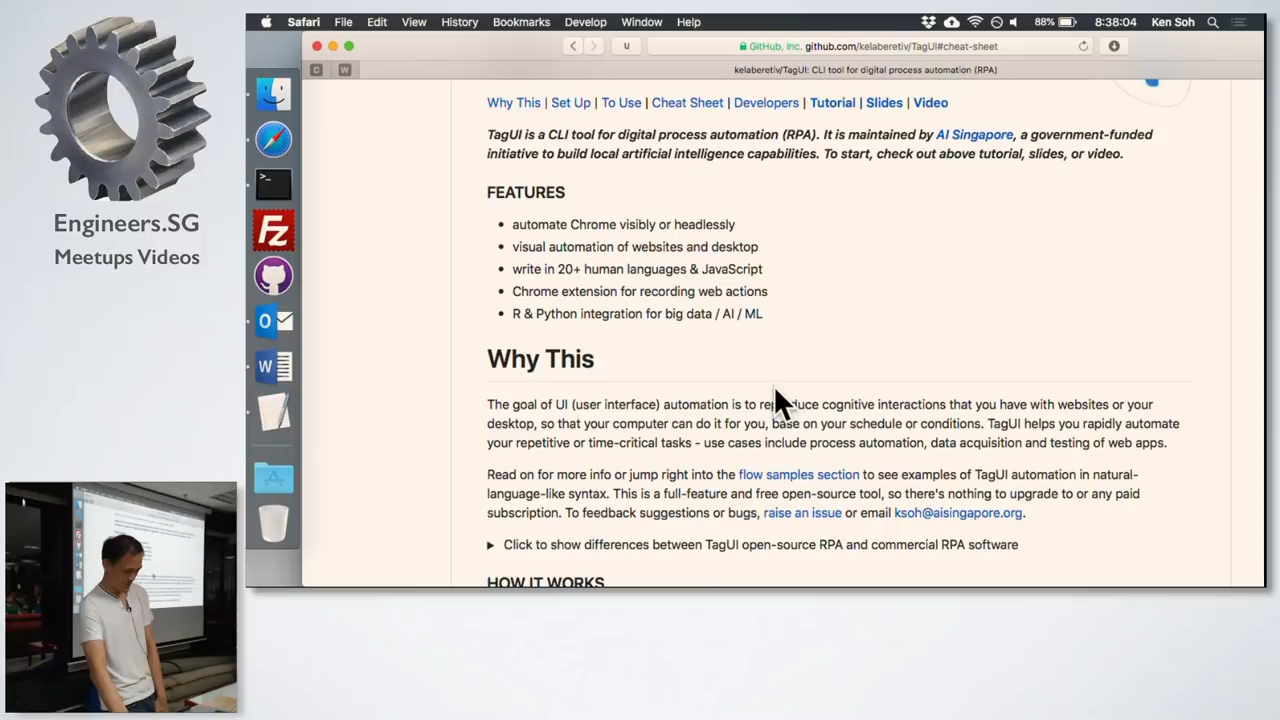 Engineers.SG
Meetups Videos
Safari File Edit View History Bookmarks Develop Window Help 88% 8:38:04 Ken Soh
GitHub, Inc. github.com/kelaberetiv/TagUI#cheat-sheet
C W kelaberetiv/TagUI: CLI tool for digital process automation (RPA)
Why This | Set Up | To Use | Cheat Sheet | Developers | Tutorial | Slides | Video
TagUI is a CLI tool for digital process automation (RPA). It is maintained by AI Singapore, a government-funded
initiative to build local artificial intelligence capabilities. To start, check out above tutorial, slides, or video.
FEATURES
• automate Chrome visibly or headlessly
• visual automation of websites and desktop
• write in 20+ human languages & JavaScript
• Chrome extension for recording web actions
• R & Python integration for big data / AI / ML
Why This
The goal of UI (user interface) automation is to reproduce cognitive interactions that you have with websites or your
desktop, so that your computer can do it for you, base on your schedule or conditions. TagUI helps you rapidly automate
your repetitive or time-critical tasks - use cases include process automation, data acquisition and testing of web apps.
Read on for more info or jump right into the flow samples section to see examples of TagUI automation in natural-
language-like syntax. This is a full-feature and free open-source tool, so there's nothing to upgrade to or any paid
subscription. To feedback suggestions or bugs, raise an issue or email ksoh@aisingapore.org.
Click to show differences between TagUI open-source RPA and commercial RPA software
HOW IT WORKS